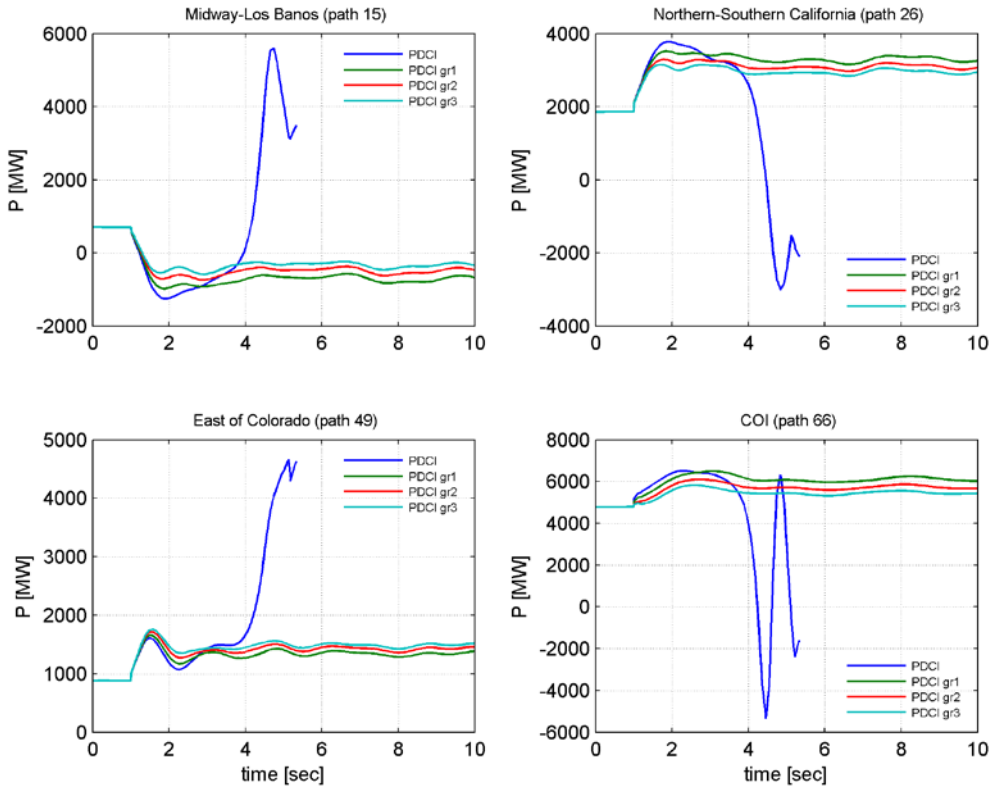 Midway-Los Banos (path 15)
6000
4000
2000
0
-2000
P [MW]
0 2 4 6 8 10
PDCI
PDCI gr1
PDCI gr2
PDCI gr3
Northern-Southern California (path 26)
4000
2000
0
-2000
-4000
P [MW]
0 2 4 6 8 10
PDCI
PDCI gr1
PDCI gr2
PDCI gr3
East of Colorado (path 49)
5000
4000
3000
2000
1000
0
P [MW]
0 2 4 6 8 10
time [sec]
PDCI
PDCI gr1
PDCI gr2
PDCI gr3
COI (path 66)
8000
6000
4000
2000
0
-2000
-4000
-6000
P [MW]
0 2 4 6 8 10
time [sec]
PDCI
PDCI gr1
PDCI gr2
PDCI gr3